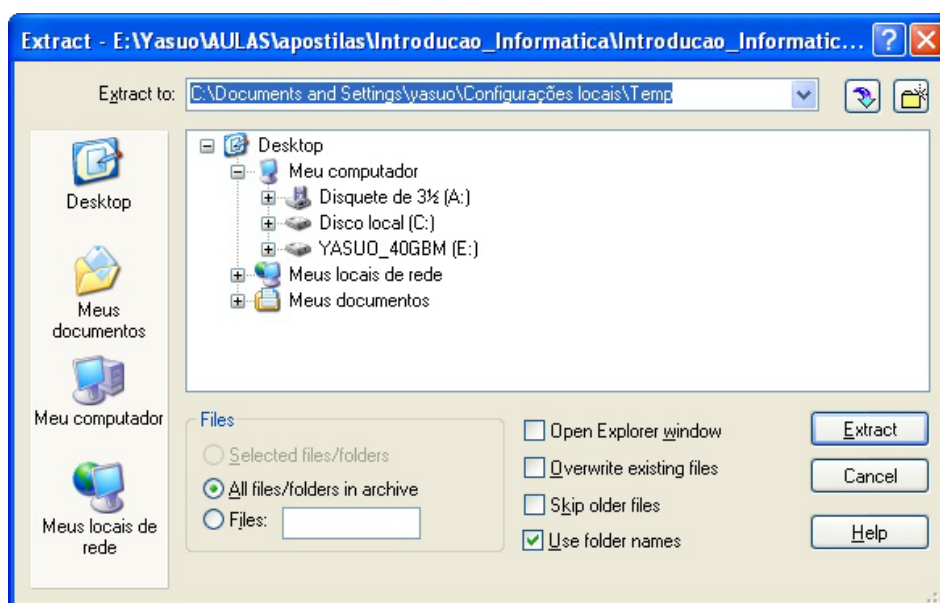 Extract - E:\Yasuo\AULAS\apostilas\Introducao_Informatica\Introducao_Informatic...
Extract to:
C:\Documents and Settings\yasuo\Configurações locais\Temp
Desktop
Meus
documentos
Meu computador
Meus locais de
rede
Desktop
Meu computador
Disquete de 3½ (A:)
Disco local (C:)
YASUO_40GBM (E:)
Meus locais de rede
Meus documentos
Files
Selected files/folders
All files/folders in archive
Files:
Open Explorer window
Overwrite existing files
Skip older files
Use folder names
Extract
Cancel
Help